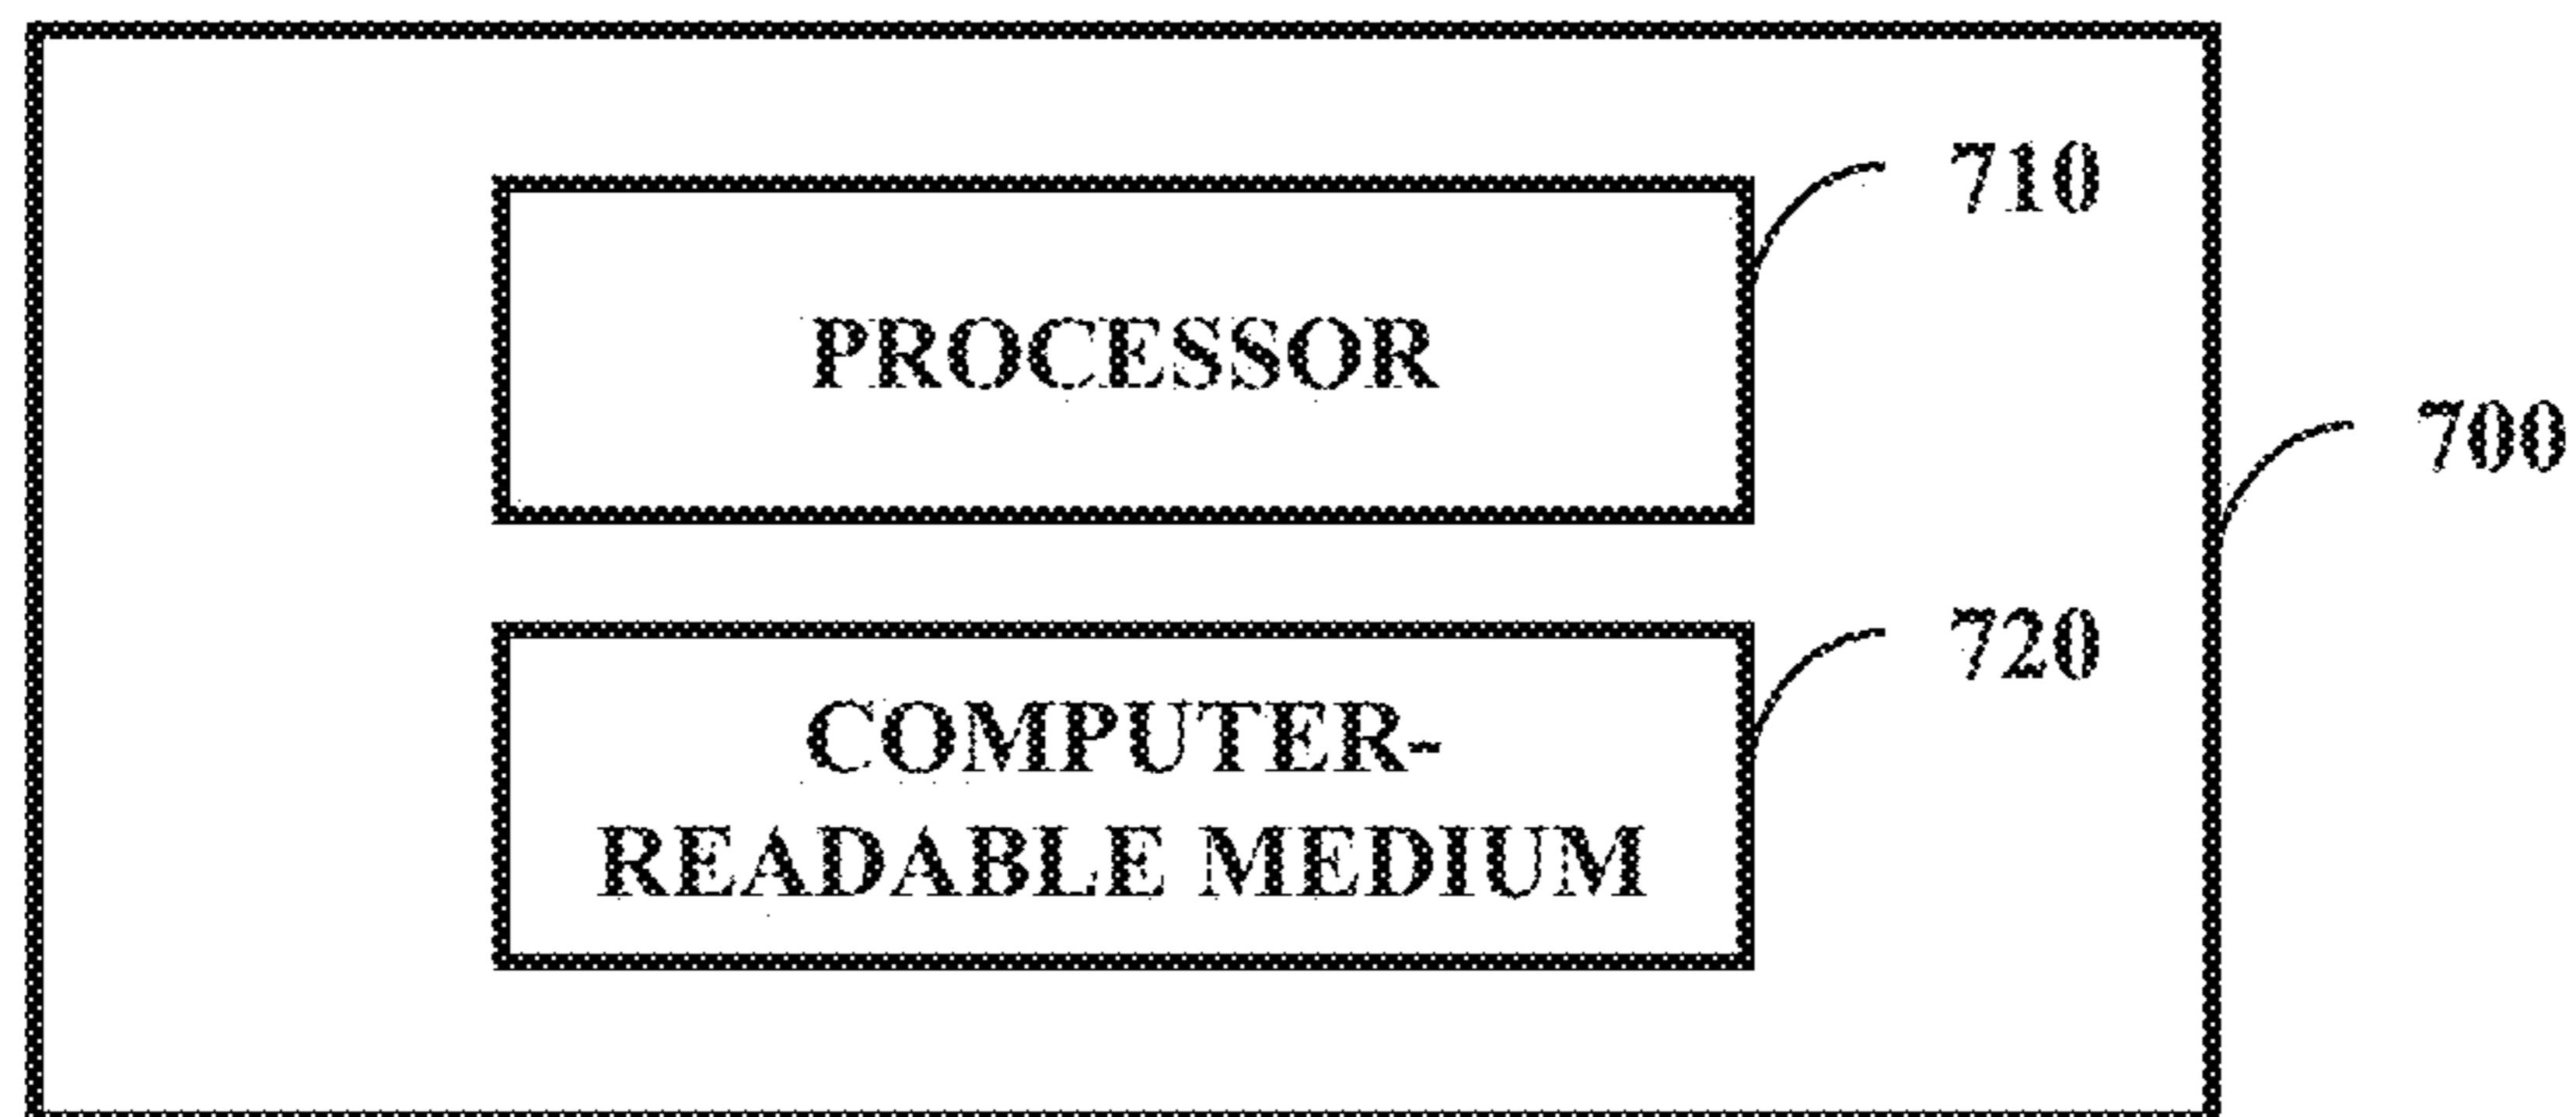 710
PROCESSOR
700
720
COMPUTER-
READABLE MEDIUM